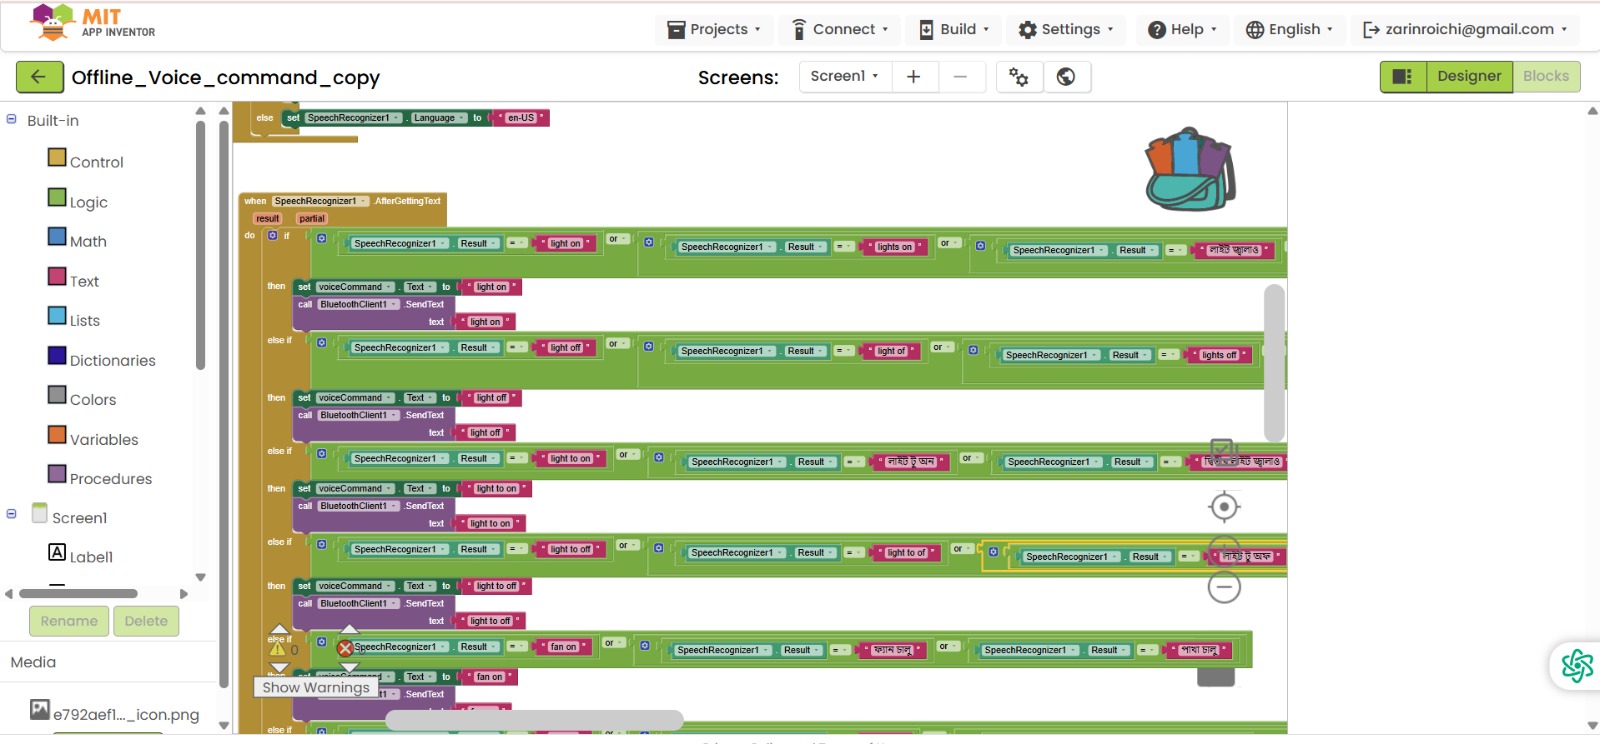 MIT
APP INVENTOR
Projects
Connect
Build
Settings
Help
English
zarinroichi@gmail.com
Offline_Voice_command_copy
Screens:
Screen1
Designer
Blocks
Built-in
Control
Logic
Math
Text
Lists
Dictionaries
Colors
Variables
Procedures
Screen1
Label1
Rename
Delete
Media
e792aef1..._icon.png
else set SpeechRecognizer1 . Language to " en-US "
when SpeechRecognizer1 .AfterGettingText
result partial
do if SpeechRecognizer1 . Result = " light on " or SpeechRecognizer1 . Result = " lights on " or SpeechRecognizer1 . Result = " লাইট জ্বালাও "
then set voiceCommand . Text to " light on "
call BluetoothClient1 .SendText
text " light on "
else if SpeechRecognizer1 . Result = " light off " or SpeechRecognizer1 . Result = " light of " or SpeechRecognizer1 . Result = " lights off "
then set voiceCommand . Text to " light off "
call BluetoothClient1 .SendText
text " light off "
else if SpeechRecognizer1 . Result = " light to on " or SpeechRecognizer1 . Result = " লাইট টু অন " or SpeechRecognizer1 . Result = " লাইট জ্বালাও
then set voiceCommand . Text to " light to on "
call BluetoothClient1 .SendText
text " light to on "
else if SpeechRecognizer1 . Result = " light to off " or SpeechRecognizer1 . Result = " light to of " or SpeechRecognizer1 . Result = " লাইট টু অফ "
then set voiceCommand . Text to " light to off "
call BluetoothClient1 .SendText
text " light to off "
else if SpeechRecognizer1 . Result = " fan on " or SpeechRecognizer1 . Result = " ফ্যান চালু " or SpeechRecognizer1 . Result = " পাখা চালু "
0
then set . Text to " fan on "
Show Warnings
.SendText
else if